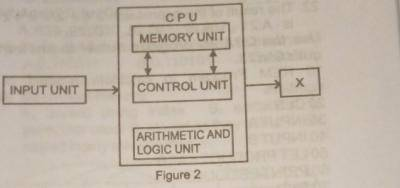 CPU
MEMORY UNIT
INPUT UNIT
CONTROL UNIT
X
ARITHMETIC AND
LOGIC UNIT
Figure 2